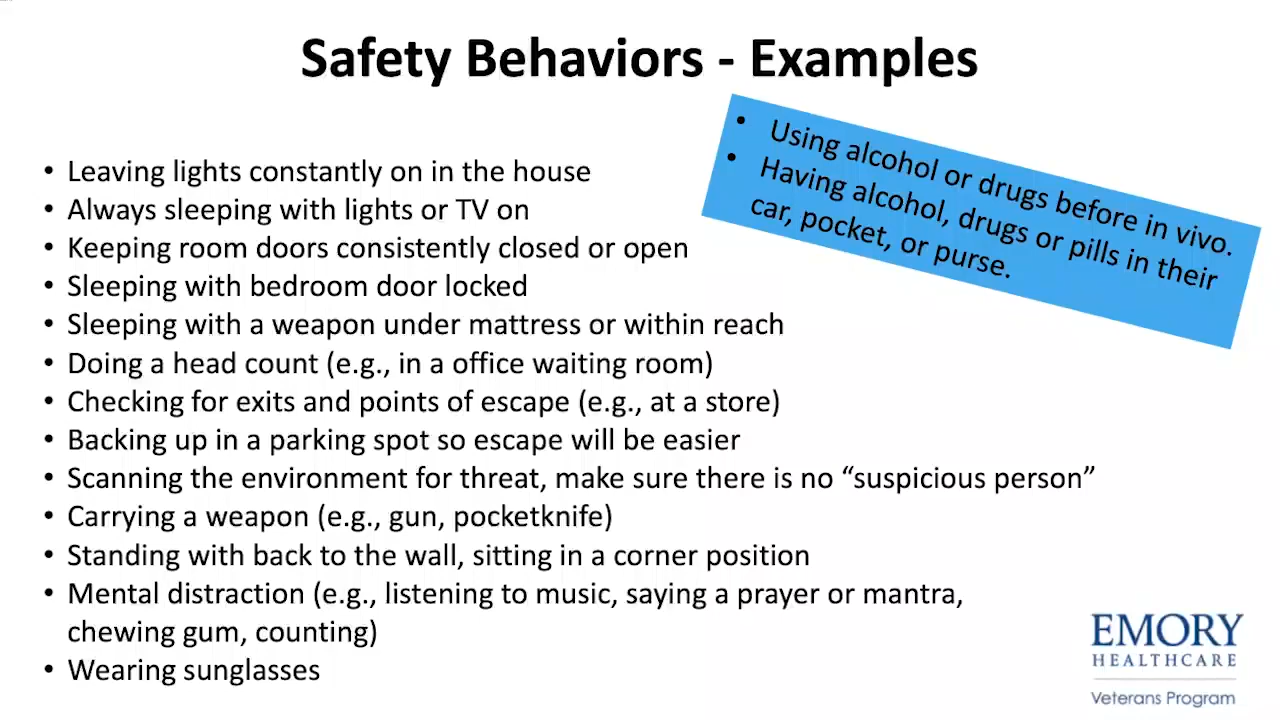 Safety Behaviors - Examples
• Using alcohol or drugs before in vivo.
• Having alcohol, drugs or pills in their
car, pocket, or purse.
• Leaving lights constantly on in the house
• Always sleeping with lights or TV on
• Keeping room doors consistently closed or open
• Sleeping with bedroom door locked
• Sleeping with a weapon under mattress or within reach
• Doing a head count (e.g., in a office waiting room)
• Checking for exits and points of escape (e.g., at a store)
• Backing up in a parking spot so escape will be easier
• Scanning the environment for threat, make sure there is no “suspicious person”
• Carrying a weapon (e.g., gun, pocketknife)
• Standing with back to the wall, sitting in a corner position
• Mental distraction (e.g., listening to music, saying a prayer or mantra,
chewing gum, counting)
• Wearing sunglasses
EMORY
HEALTHCARE
Veterans Program